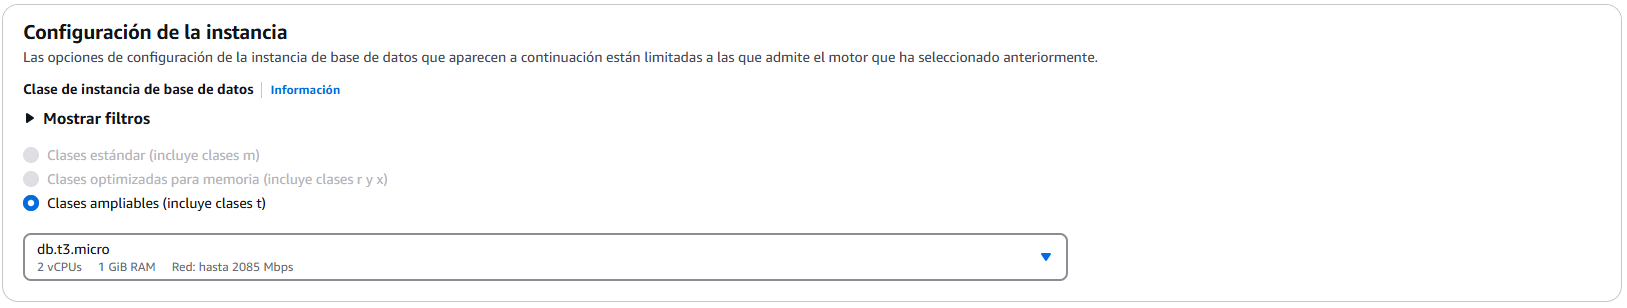 Configuración de la instancia
Las opciones de configuración de la instancia de base de datos que aparecen a continuación están limitadas a las que admite el motor que ha seleccionado anteriormente.
Clase de instancia de base de datos Información
Mostrar filtros
Clases estándar (incluye clases m)
Clases optimizadas para memoria (incluye clases r y x)
Clases ampliables (incluye clases t)
db.t3.micro
2 vCPUs 1 GiB RAM Red: hasta 2085 Mbps